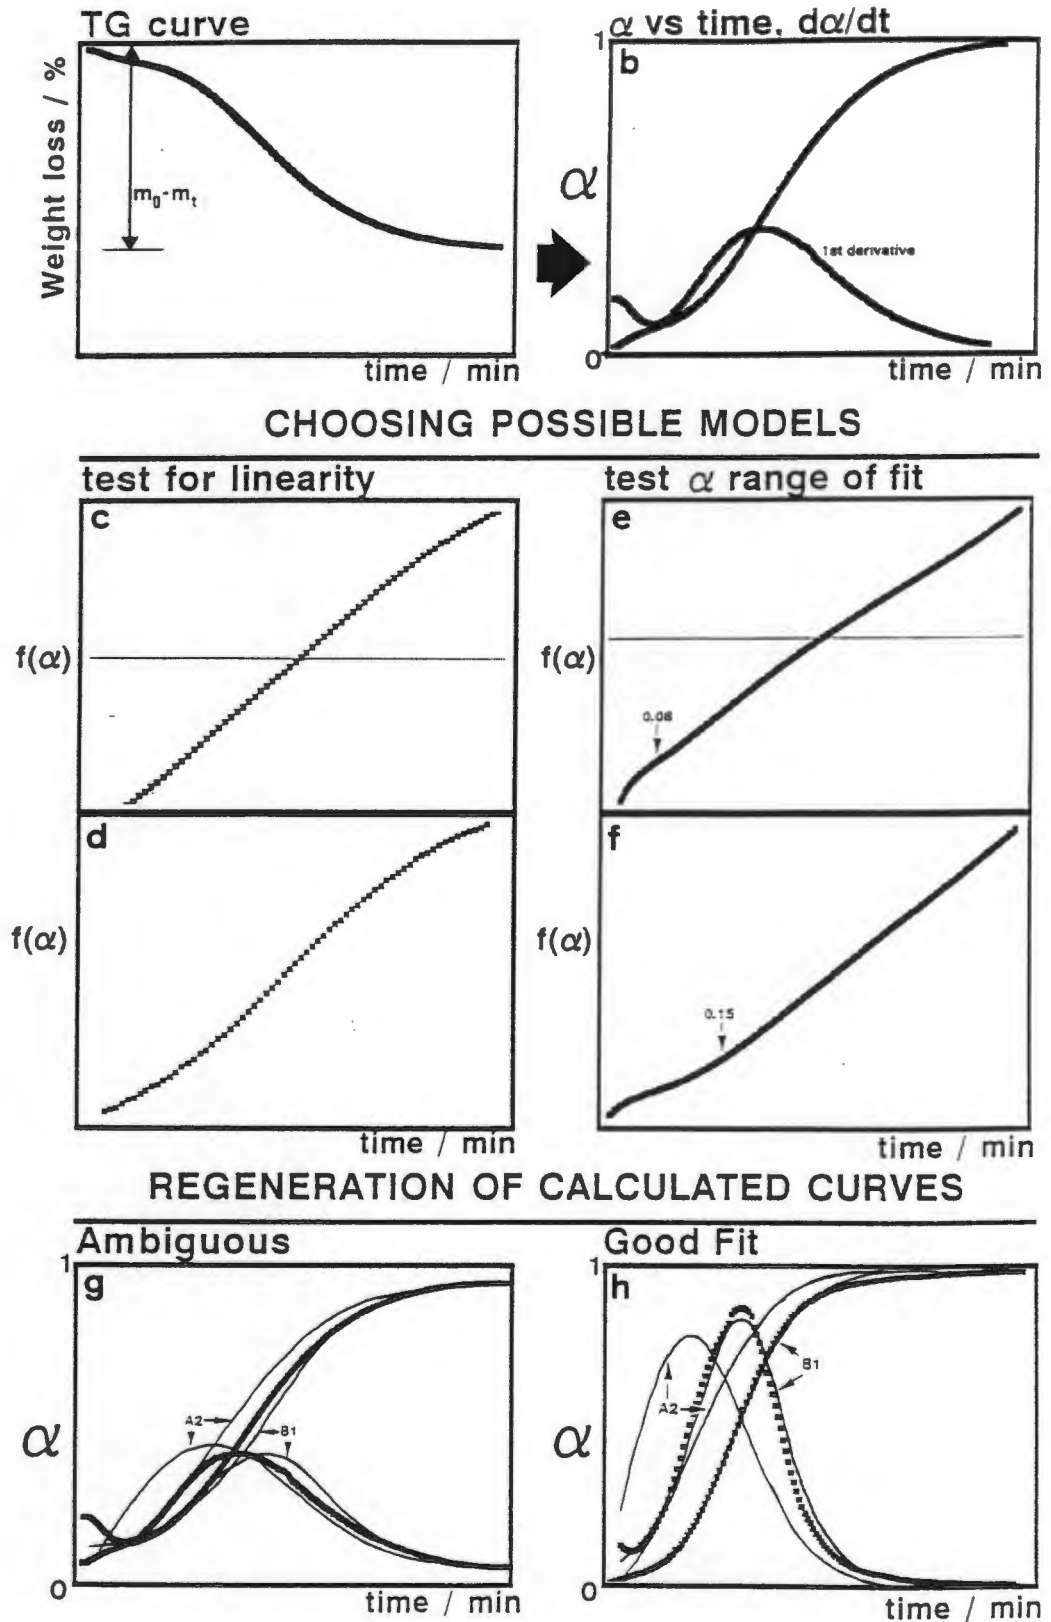 TG curve
Weight loss / %
m0-mt
time / min
α vs time, dα/dt
1
b
α
1st derivative
0
time / min
CHOOSING POSSIBLE MODELS
test for linearity
c
f(α)
d
f(α)
time / min
test α range of fit
e
f(α)
0.08
f
f(α)
0.15
time / min
REGENERATION OF CALCULATED CURVES
Ambiguous
1
g
A2
B1
α
0
time / min
Good Fit
1
h
B1
A2
α
0
time / min